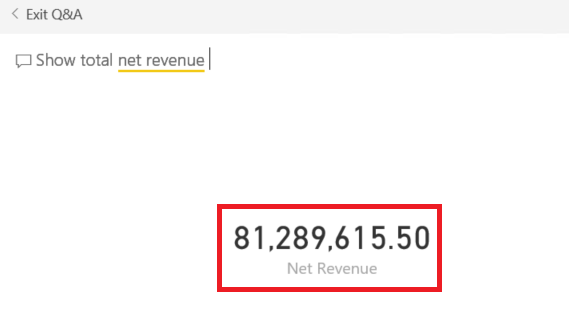 Exit Q&A
Show total net revenue
81,289,615.50
Net Revenue